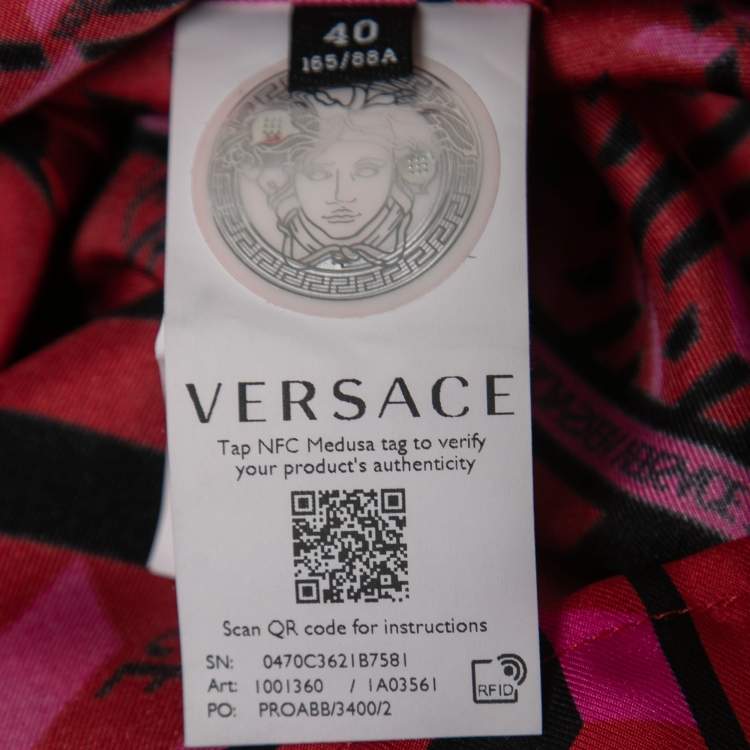 40
165/88A
VERSACE
Tap NFC Medusa tag to verify
your product's authenticity
Scan QR code for instructions
SN: 0470C3621B7581
Art: 1001360 / 1A03561
PO: PROABB/3400/2
RFID